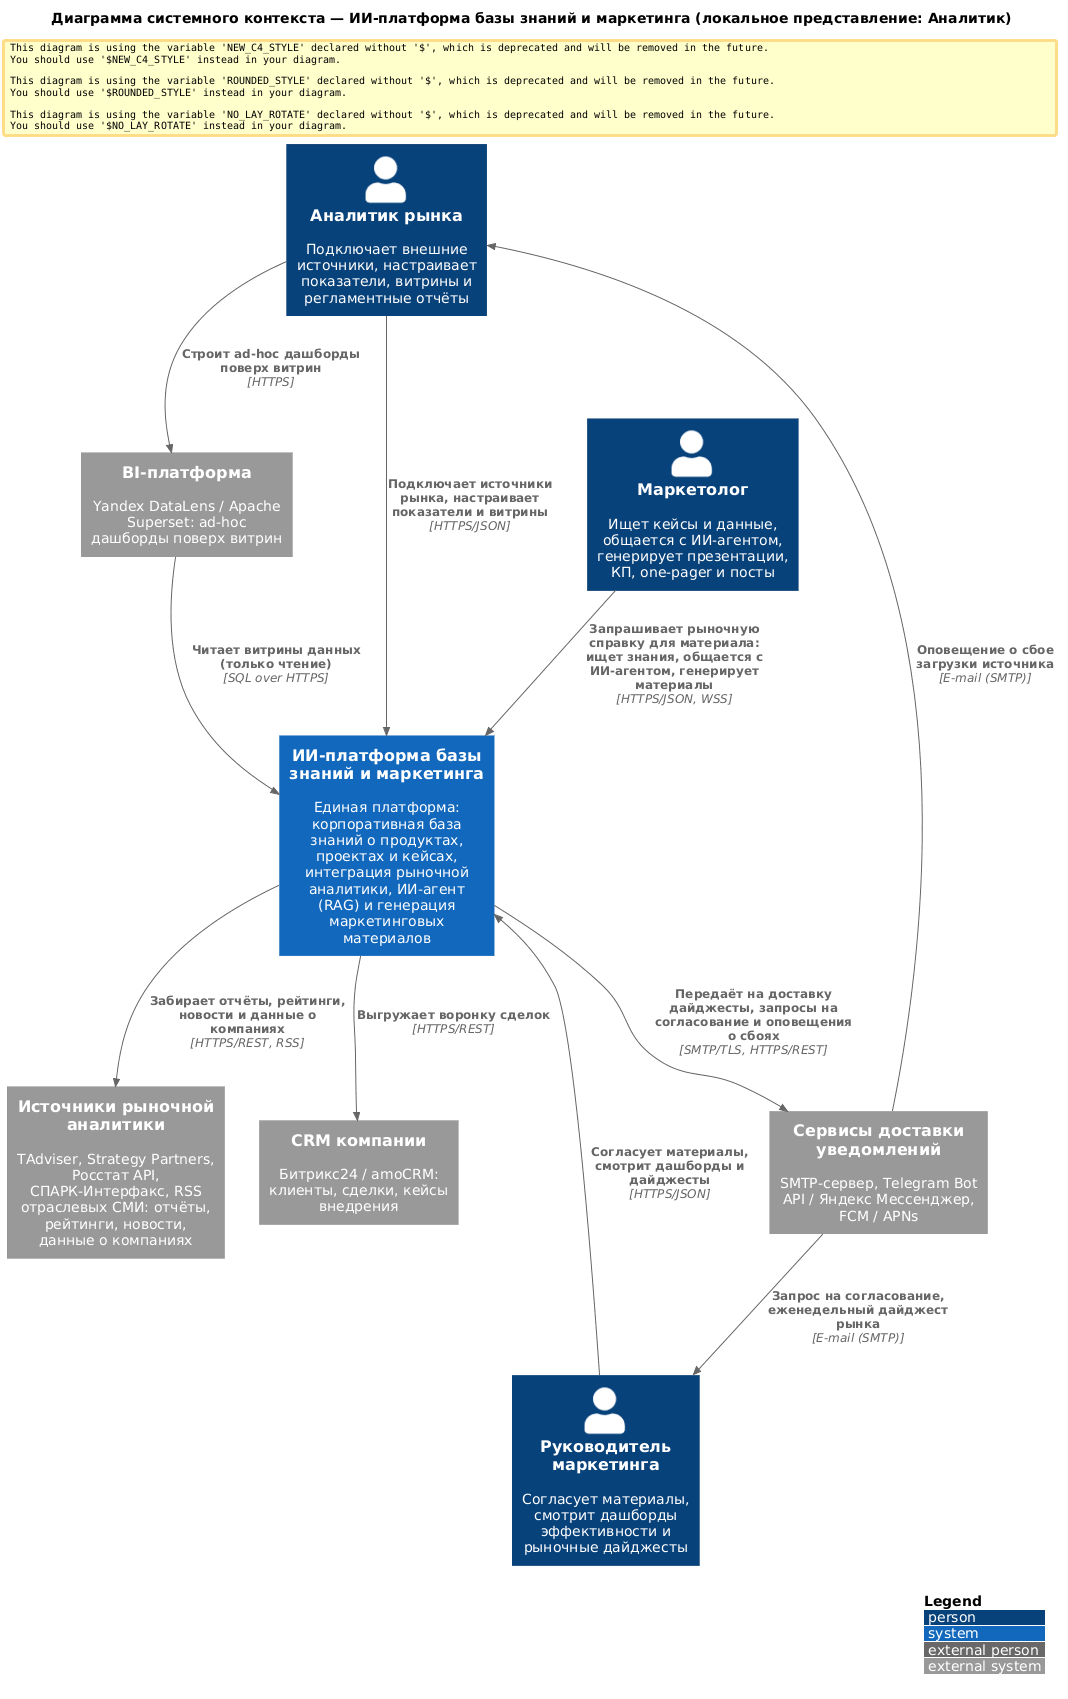 Диаграмма системного контекста — ИИ-платформа базы знаний и маркетинга (локальное представление: Аналитик)
This diagram is using the variable 'NEW_C4_STYLE' declared without '$', which is deprecated and will be removed in the future.
You should use '$NEW_C4_STYLE' instead in your diagram.
This diagram is using the variable 'ROUNDED_STYLE' declared without '$', which is deprecated and will be removed in the future.
You should use '$ROUNDED_STYLE' instead in your diagram.
This diagram is using the variable 'NO_LAY_ROTATE' declared without '$', which is deprecated and will be removed in the future.
You should use '$NO_LAY_ROTATE' instead in your diagram.
Аналитик рынка
Подключает внешние
источники, настраивает
показатели, витрины и
регламентные отчёты
Строит ad-hoc дашборды
поверх витрин
[HTTPS]
BI-платформа
Yandex DataLens / Apache
Superset: ad-hoc
дашборды поверх витрин
Подключает источники
рынка, настраивает
показатели и витрины
[HTTPS/JSON]
Маркетолог
Ищет кейсы и данные,
общается с ИИ-агентом,
генерирует презентации,
КП, one-pager и посты
Читает витрины данных
(только чтение)
[SQL over HTTPS]
Запрашивает рыночную
справку для материала:
ищет знания, общается с
ИИ-агентом, генерирует
материалы
[HTTPS/JSON, WSS]
Оповещение о сбое
загрузки источника
[E-mail (SMTP)]
ИИ-платформа базы
знаний и маркетинга
Единая платформа:
корпоративная база
знаний о продуктах,
проектах и кейсах,
интеграция рыночной
аналитики, ИИ-агент
(RAG) и генерация
маркетинговых
материалов
Забирает отчёты, рейтинги,
новости и данные о
компаниях
[HTTPS/REST, RSS]
Выгружает воронку сделок
[HTTPS/REST]
Передаёт на доставку
дайджесты, запросы на
согласование и оповещения
о сбоях
[SMTP/TLS, HTTPS/REST]
Источники рыночной
аналитики
TAdviser, Strategy Partners,
Росстат API,
СПАРК-Интерфакс, RSS
отраслевых СМИ: отчёты,
рейтинги, новости,
данные о компаниях
CRM компании
Битрикс24 / amoCRM:
клиенты, сделки, кейсы
внедрения
Согласует материалы,
смотрит дашборды и
дайджесты
[HTTPS/JSON]
Сервисы доставки
уведомлений
SMTP-сервер, Telegram Bot
API / Яндекс Мессенджер,
FCM / APNs
Запрос на согласование,
еженедельный дайджест
рынка
[E-mail (SMTP)]
Руководитель
маркетинга
Согласует материалы,
смотрит дашборды
эффективности и
рыночные дайджесты
Legend
person
system
external person
external system